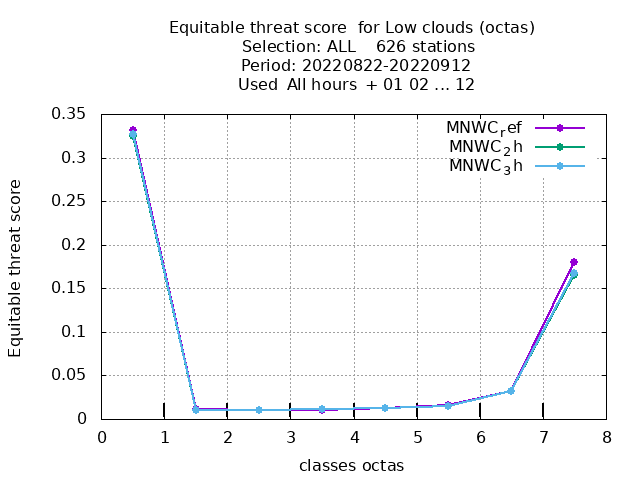 Equitable threat score  for Low clouds (octas)
Selection: ALL    626 stations
Period: 20220822-20220912
Used  All hours  + 01 02 ... 12
MNWC_ref
MNWC_2h
MNWC_3h
Equitable threat score
0.35
0.3
0.25
0.2
0.15
0.1
0.05
0
0 1 2 3 4 5 6 7 8
classes octas